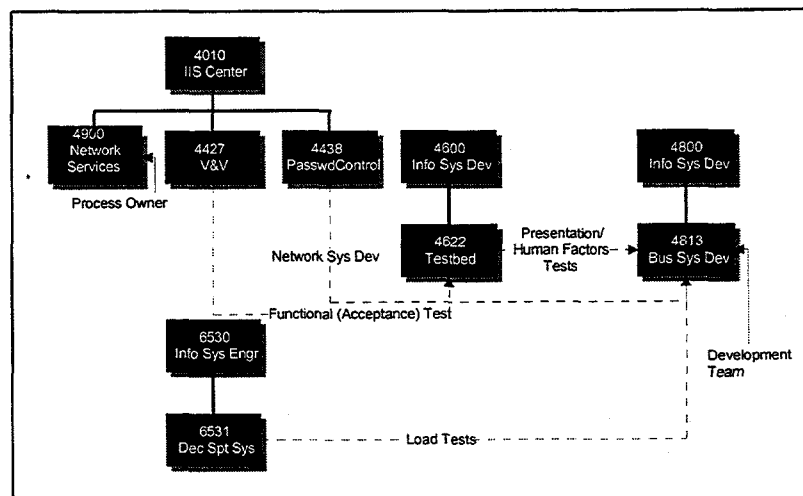 4010
IIS Center
4900
Network
Services
4427
V&V
4438
PasswdControl
4600
Info Sys Dev
4800
Info Sys Dev
Process Owner
Network Sys Dev
4622
Testbed
Presentation/
Human Factors
Tests
4813
Bus Sys Dev
Functional (Acceptance) Test
6530
Info Sys Engr
Development
Team
6531
Dec Spt Sys
Load Tests